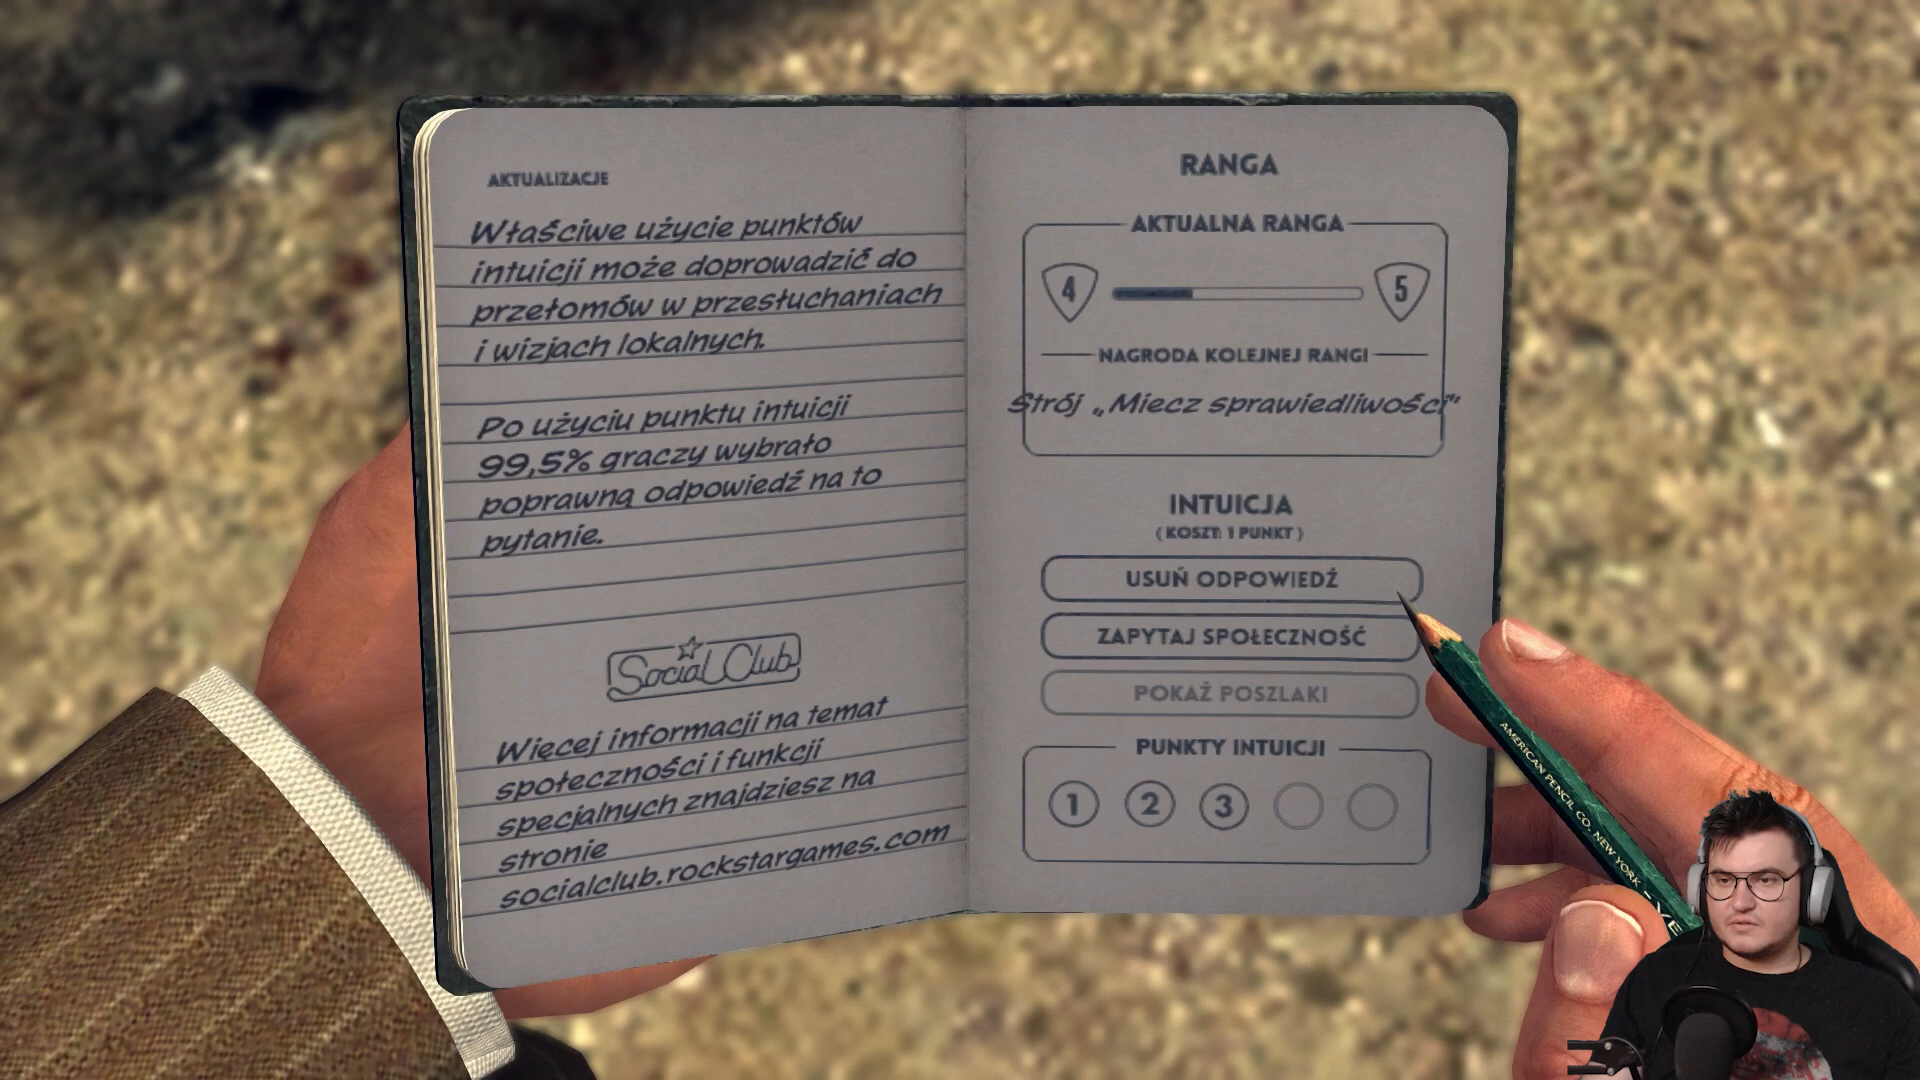 AKTUALIZACJE
Właściwe użycie punktów
intuicji może doprowadzić do
przełomów w przesłuchaniach
i wizjach lokalnych.
Po użyciu punktu intuicji
99,5% graczy wybrało
poprawną odpowiedź na to
pytanie.
Social Club
Więcej informacji na temat
społeczności i funkcji
specjalnych znajdziesz na
stronie
socialclub.rockstargames.com
RANGA
AKTUALNA RANGA
4 5
NAGRODA KOLEJNEJ RANGI
Strój „Miecz sprawiedliwości"
INTUICJA
( KOSZT: 1 PUNKT )
USUŃ ODPOWIEDŹ
ZAPYTAJ SPOŁECZNOŚĆ
POKAŻ POSZLAKI
PUNKTY INTUICJI
1 2 3
AMERICAN PENCIL CO. NEW YORK